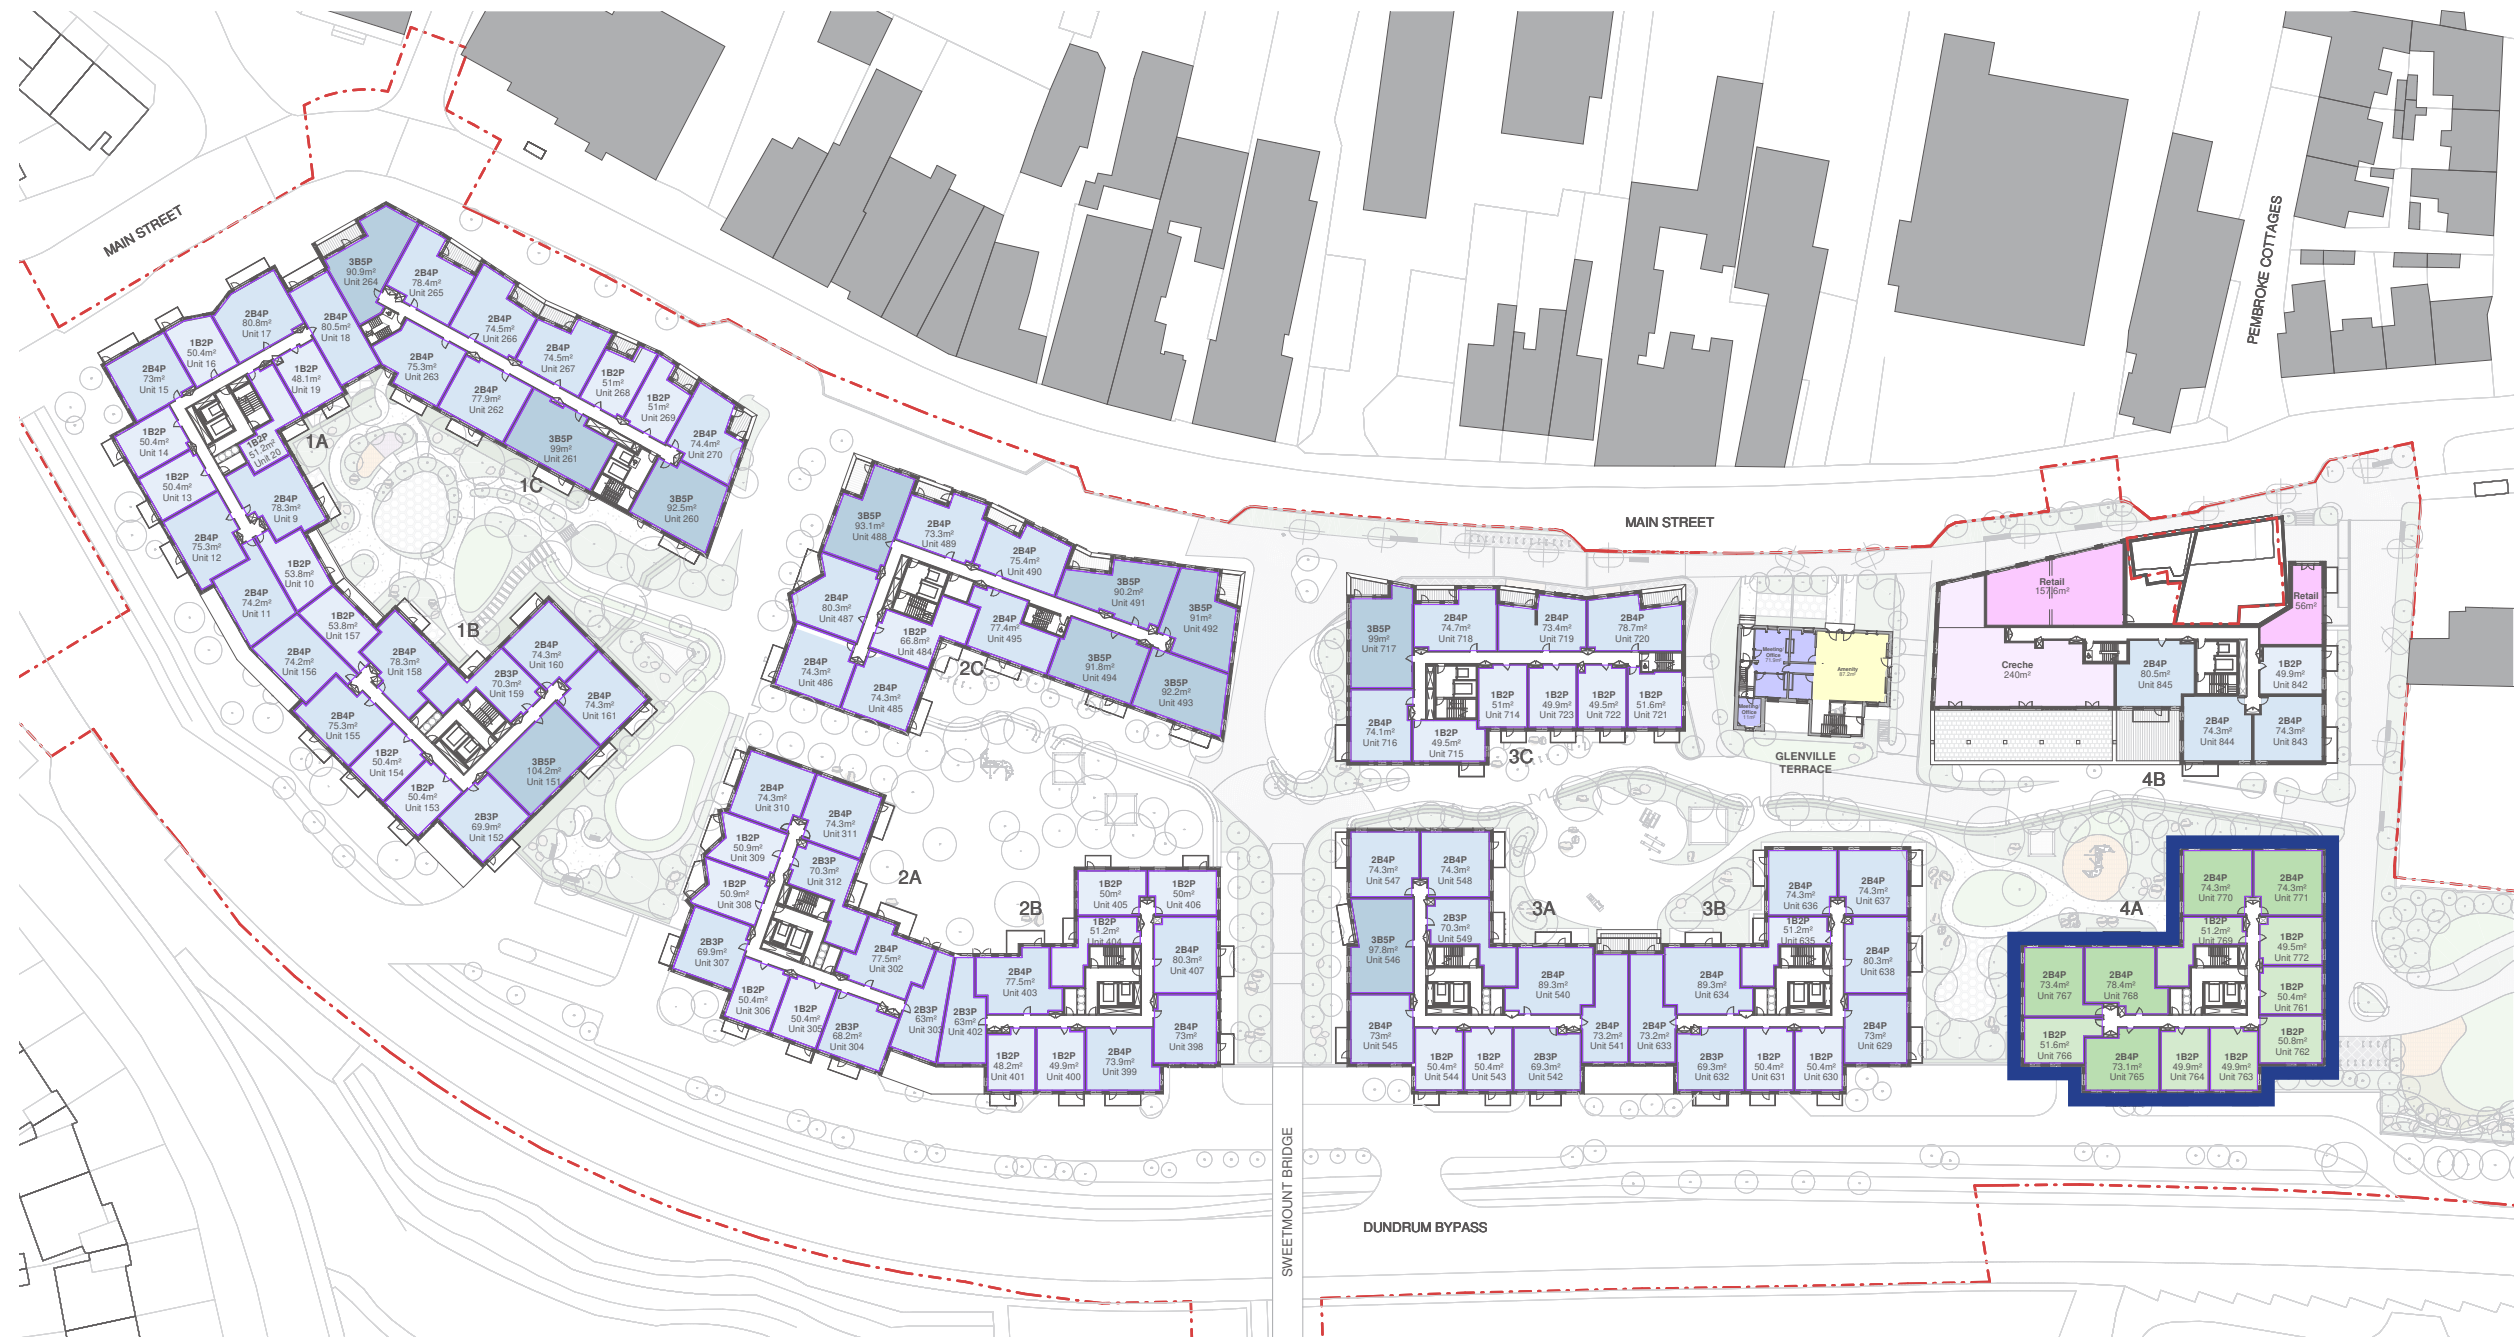 MAIN STREET
PEMBROKE COTTAGES
3B5P
90.9m²
Unit 264
2B4P
78.4m²
Unit 265
2B4P
74.5m²
Unit 266
2B4P
74.5m²
Unit 267
1B2P
51m²
Unit 268
1B2P
51m²
Unit 269
2B4P
74.4m²
Unit 270
2B4P
80.8m²
Unit 17
2B4P
80.5m²
Unit 18
1B2P
50.4m²
Unit 16
2B4P
73m²
Unit 15
1B2P
48.1m²
Unit 19
2B4P
75.3m²
Unit 263
2B4P
77.9m²
Unit 262
3B5P
99m²
Unit 261
3B5P
92.5m²
Unit 260
1B2P
50.4m²
Unit 14
1B2P
51.2m²
Unit 20
1A
1C
1B2P
50.4m²
Unit 13
2B4P
78.3m²
Unit 9
2B4P
75.3m²
Unit 12
1B2P
53.8m²
Unit 10
2B4P
74.2m²
Unit 11
1B2P
53.8m²
Unit 157
1B
2B4P
74.2m²
Unit 156
2B4P
78.3m²
Unit 158
2B3P
70.3m²
Unit 159
2B4P
74.3m²
Unit 160
2B4P
74.3m²
Unit 161
2B4P
75.3m²
Unit 155
1B2P
50.4m²
Unit 154
1B2P
50.4m²
Unit 153
3B5P
104.2m²
Unit 151
2B3P
69.9m²
Unit 152
3B5P
93.1m²
Unit 488
2B4P
73.3m²
Unit 489
2B4P
75.4m²
Unit 490
3B5P
90.2m²
Unit 491
3B5P
91m²
Unit 492
2B4P
80.3m²
Unit 487
1B2P
66.8m²
Unit 484
2B4P
77.4m²
Unit 495
3B5P
91.8m²
Unit 494
3B5P
92.2m²
Unit 493
2B4P
74.3m²
Unit 486
2B4P
74.3m²
Unit 485
2C
2B4P
74.3m²
Unit 310
2B4P
74.3m²
Unit 311
1B2P
50.9m²
Unit 309
2B3P
70.3m²
Unit 312
1B2P
50.9m²
Unit 308
2A
2B3P
69.9m²
Unit 307
2B4P
77.5m²
Unit 302
1B2P
50.4m²
Unit 306
1B2P
50.4m²
Unit 305
2B3P
68.2m²
Unit 304
2B3P
63m²
Unit 303
2B3P
63m²
Unit 402
2B
1B2P
50m²
Unit 405
1B2P
50m²
Unit 406
1B2P
51.2m²
Unit 404
2B4P
77.5m²
Unit 403
2B4P
80.3m²
Unit 407
1B2P
48.2m²
Unit 401
1B2P
49.9m²
Unit 400
2B4P
73.9m²
Unit 399
2B4P
73m²
Unit 398
MAIN STREET
3B5P
99m²
Unit 717
2B4P
74.7m²
Unit 718
2B4P
73.4m²
Unit 719
2B4P
78.7m²
Unit 720
2B4P
74.1m²
Unit 716
1B2P
49.5m²
Unit 715
1B2P
51m²
Unit 714
1B2P
49.9m²
Unit 723
1B2P
49.5m²
Unit 722
1B2P
51.6m²
Unit 721
3C
Meeting
Office
Amenity
Meeting
Office
GLENVILLE
TERRACE
Retail
157.6m²
Retail
56m²
Creche
240m²
2B4P
80.5m²
Unit 845
1B2P
49.9m²
Unit 842
2B4P
74.3m²
Unit 844
2B4P
74.3m²
Unit 843
4B
2B4P
74.3m²
Unit 547
2B4P
74.3m²
Unit 548
3B5P
97.8m²
Unit 546
2B3P
70.3m²
Unit 549
3A
2B4P
89.3m²
Unit 540
2B4P
73m²
Unit 545
1B2P
50.4m²
Unit 544
1B2P
50.4m²
Unit 543
2B3P
69.3m²
Unit 542
2B4P
73.2m²
Unit 541
2B4P
73.2m²
Unit 633
3B
2B4P
74.3m²
Unit 636
2B4P
74.3m²
Unit 637
1B2P
51.2m²
Unit 635
2B4P
89.3m²
Unit 634
2B4P
80.3m²
Unit 638
2B3P
69.3m²
Unit 632
1B2P
50.4m²
Unit 631
1B2P
50.4m²
Unit 630
2B4P
73m²
Unit 629
4A
2B4P
74.3m²
Unit 770
2B4P
74.3m²
Unit 771
1B2P
51.2m²
Unit 769
1B2P
49.5m²
Unit 772
2B4P
73.4m²
Unit 767
2B4P
78.4m²
Unit 768
1B2P
50.4m²
Unit 761
1B2P
51.6m²
Unit 766
2B4P
73.1m²
Unit 765
1B2P
49.9m²
Unit 764
1B2P
49.9m²
Unit 763
1B2P
50.8m²
Unit 762
SWEETMOUNT BRIDGE
DUNDRUM BYPASS